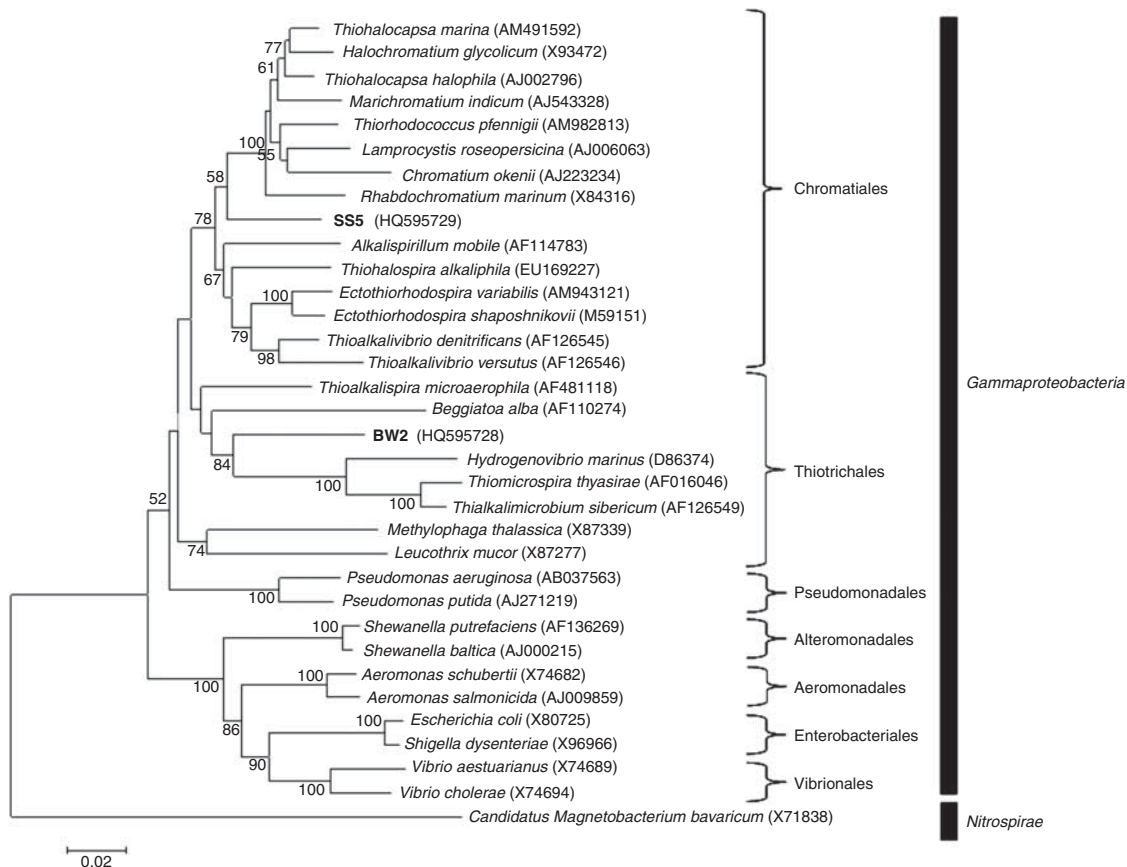 Thiohalocapsa marina (AM491592)
77
Halochromatium glycolicum (X93472)
61
Thiohalocapsa halophila (AJ002796)
Marichromatium indicum (AJ543328)
Thiorhodococcus pfennigii (AM982813)
100
55
Lamprocystis roseopersicina (AJ006063)
58
Chromatium okenii (AJ223234)
Chromatiales
Rhabdochromatium marinum (X84316)
78
SS5 (HQ595729)
Alkalispirillum mobile (AF114783)
67
Thiohalospira alkaliphila (EU169227)
100
Ectothiorhodospira variabilis (AM943121)
Ectothiorhodospira shaposhnikovii (M59151)
79
Thioalkalivibrio denitrificans (AF126545)
98
Thioalkalivibrio versutus (AF126546)
Thioalkalispira microaerophila (AF481118)
Gammaproteobacteria
Beggiatoa alba (AF110274)
BW2 (HQ595728)
84
Hydrogenovibrio marinus (D86374)
Thiotrichales
100
Thiomicrospira thyasirae (AF016046)
52
100
Thialkalimicrobium sibericum (AF126549)
Methylophaga thalassica (X87339)
74
Leucothrix mucor (X87277)
Pseudomonas aeruginosa (AB037563)
100
Pseudomonadales
Pseudomonas putida (AJ271219)
100
Shewanella putrefaciens (AF136269)
Alteromonadales
Shewanella baltica (AJ000215)
100
100
Aeromonas schubertii (X74682)
Aeromonadales
Aeromonas salmonicida (AJ009859)
86
100
Escherichia coli (X80725)
Enterobacteriales
Shigella dysenteriae (X96966)
90
Vibrio aestuarianus (X74689)
100
Vibrionales
Vibrio cholerae (X74694)
Candidatus Magnetobacterium bavaricum (X71838)
Nitrospirae
0.02